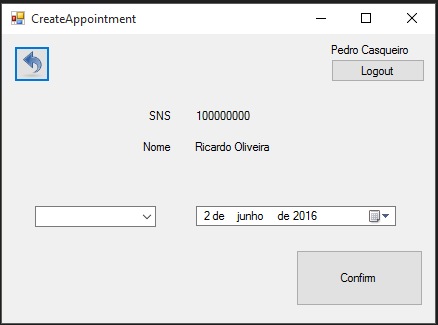 CreateAppointment
Pedro Casqueiro
Logout
SNS 100000000
Nome Ricardo Oliveira
2 de junho de 2016
Confirm